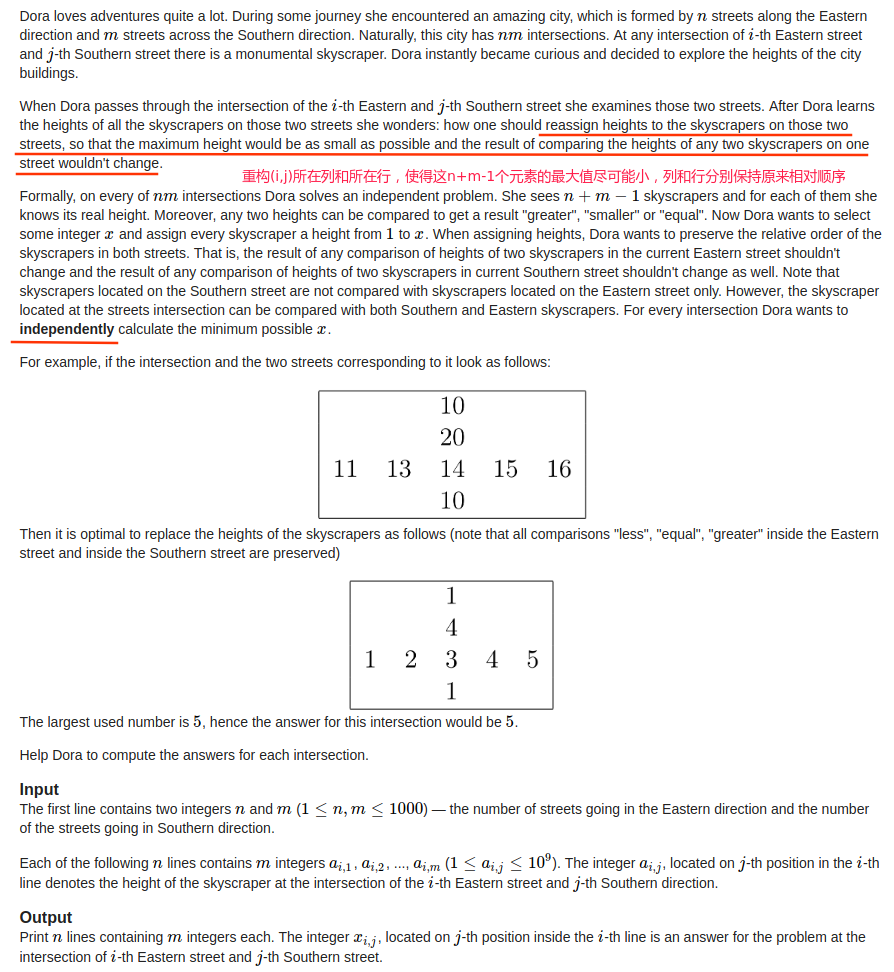 Dora loves adventures quite a lot. During some journey she encountered an amazing city, which is formed by n streets along the Eastern
direction and m streets across the Southern direction. Naturally, this city has nm intersections. At any intersection of i-th Eastern street
and j-th Southern street there is a monumental skyscraper. Dora instantly became curious and decided to explore the heights of the city
buildings.
When Dora passes through the intersection of the i-th Eastern and j-th Southern street she examines those two streets. After Dora learns
the heights of all the skyscrapers on those two streets she wonders: how one should reassign heights to the skyscrapers on those two
streets, so that the maximum height would be as small as possible and the result of comparing the heights of any two skyscrapers on one
street wouldn't change.
重构(i,j)所在列和所在行，使得这n+m-1个元素的最大值尽可能小，列和行分别保持原来相对顺序
Formally, on every of nm intersections Dora solves an independent problem. She sees n + m − 1 skyscrapers and for each of them she
knows its real height. Moreover, any two heights can be compared to get a result "greater", "smaller" or "equal". Now Dora wants to select
some integer x and assign every skyscraper a height from 1 to x. When assigning heights, Dora wants to preserve the relative order of the
skyscrapers in both streets. That is, the result of any comparison of heights of two skyscrapers in the current Eastern street shouldn't
change and the result of any comparison of heights of two skyscrapers in current Southern street shouldn't change as well. Note that
skyscrapers located on the Southern street are not compared with skyscrapers located on the Eastern street only. However, the skyscraper
located at the streets intersection can be compared with both Southern and Eastern skyscrapers. For every intersection Dora wants to
independently calculate the minimum possible x.
For example, if the intersection and the two streets corresponding to it look as follows:
10
20
11 13 14 15 16
10
Then it is optimal to replace the heights of the skyscrapers as follows (note that all comparisons "less", "equal", "greater" inside the Eastern
street and inside the Southern street are preserved)
1
4
1 2 3 4 5
1
The largest used number is 5, hence the answer for this intersection would be 5.
Help Dora to compute the answers for each intersection.
Input
The first line contains two integers n and m (1 ≤ n, m ≤ 1000) — the number of streets going in the Eastern direction and the number
of the streets going in Southern direction.
Each of the following n lines contains m integers a_{i,1}, a_{i,2}, ..., a_{i,m} (1 ≤ a_{i,j} ≤ 10^9). The integer a_{i,j}, located on j-th position in the i-th
line denotes the height of the skyscraper at the intersection of the i-th Eastern street and j-th Southern direction.
Output
Print n lines containing m integers each. The integer x_{i,j}, located on j-th position inside the i-th line is an answer for the problem at the
intersection of i-th Eastern street and j-th Southern street.